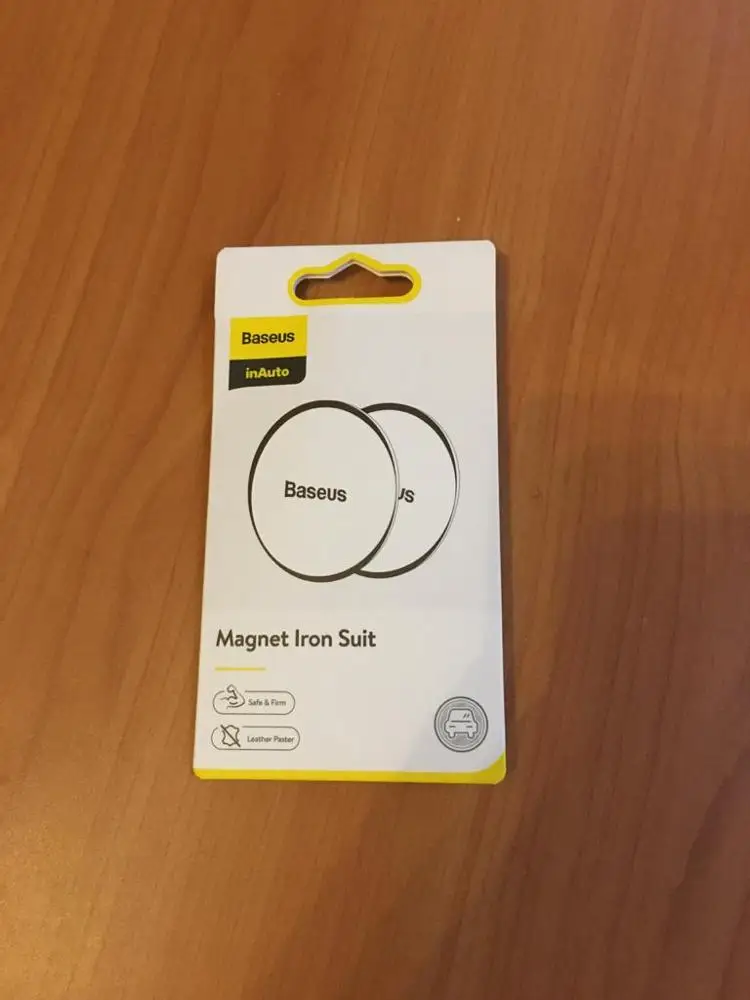 Baseus
inAuto
Baseus
us
Magnet Iron Suit
Safe & Firm
Leather Paster